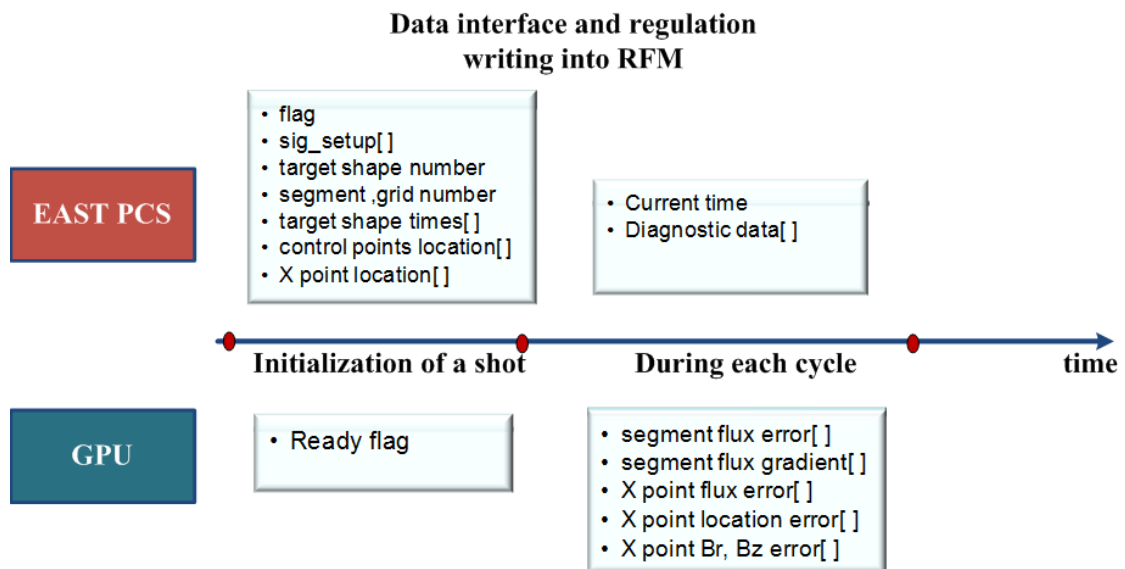 Data interface and regulation
writing into RFM
• flag
• sig_setup[ ]
• target shape number
• segment ,grid number
• target shape times[ ]
• control points location[ ]
• X point location[ ]
EAST PCS
• Current time
• Diagnostic data[ ]
Initialization of a shot
During each cycle
time
GPU
• Ready flag
• segment flux error[ ]
• segment flux gradient[ ]
• X point flux error[ ]
• X point location error[ ]
• X point Br, Bz error[ ]